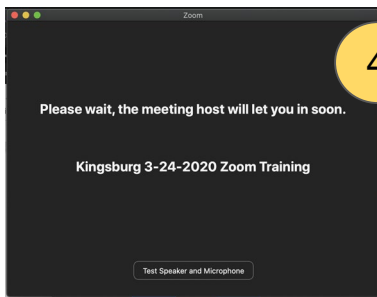 Zoom
4
Please wait, the meeting host will let you in soon.
Kingsburg 3-24-2020 Zoom Training
Test Speaker and Microphone